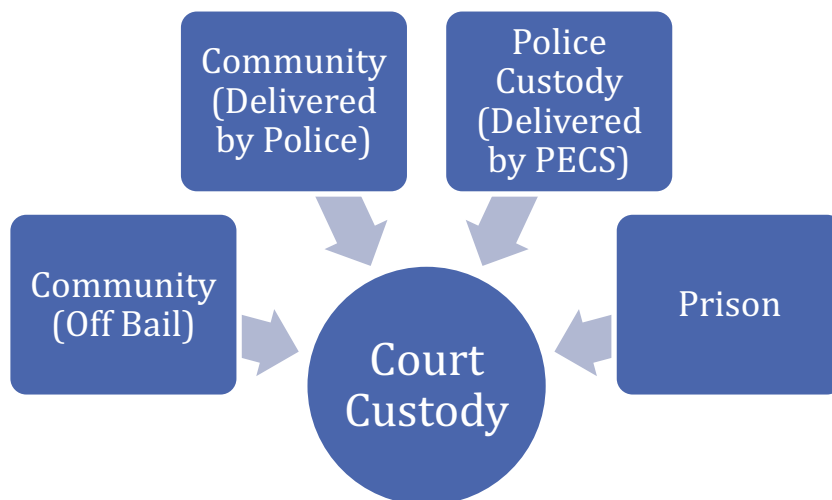 Community
(Delivered
by Police)
Police
Custody
(Delivered
by PECS)
Community
(Off Bail)
Prison
Court
Custody